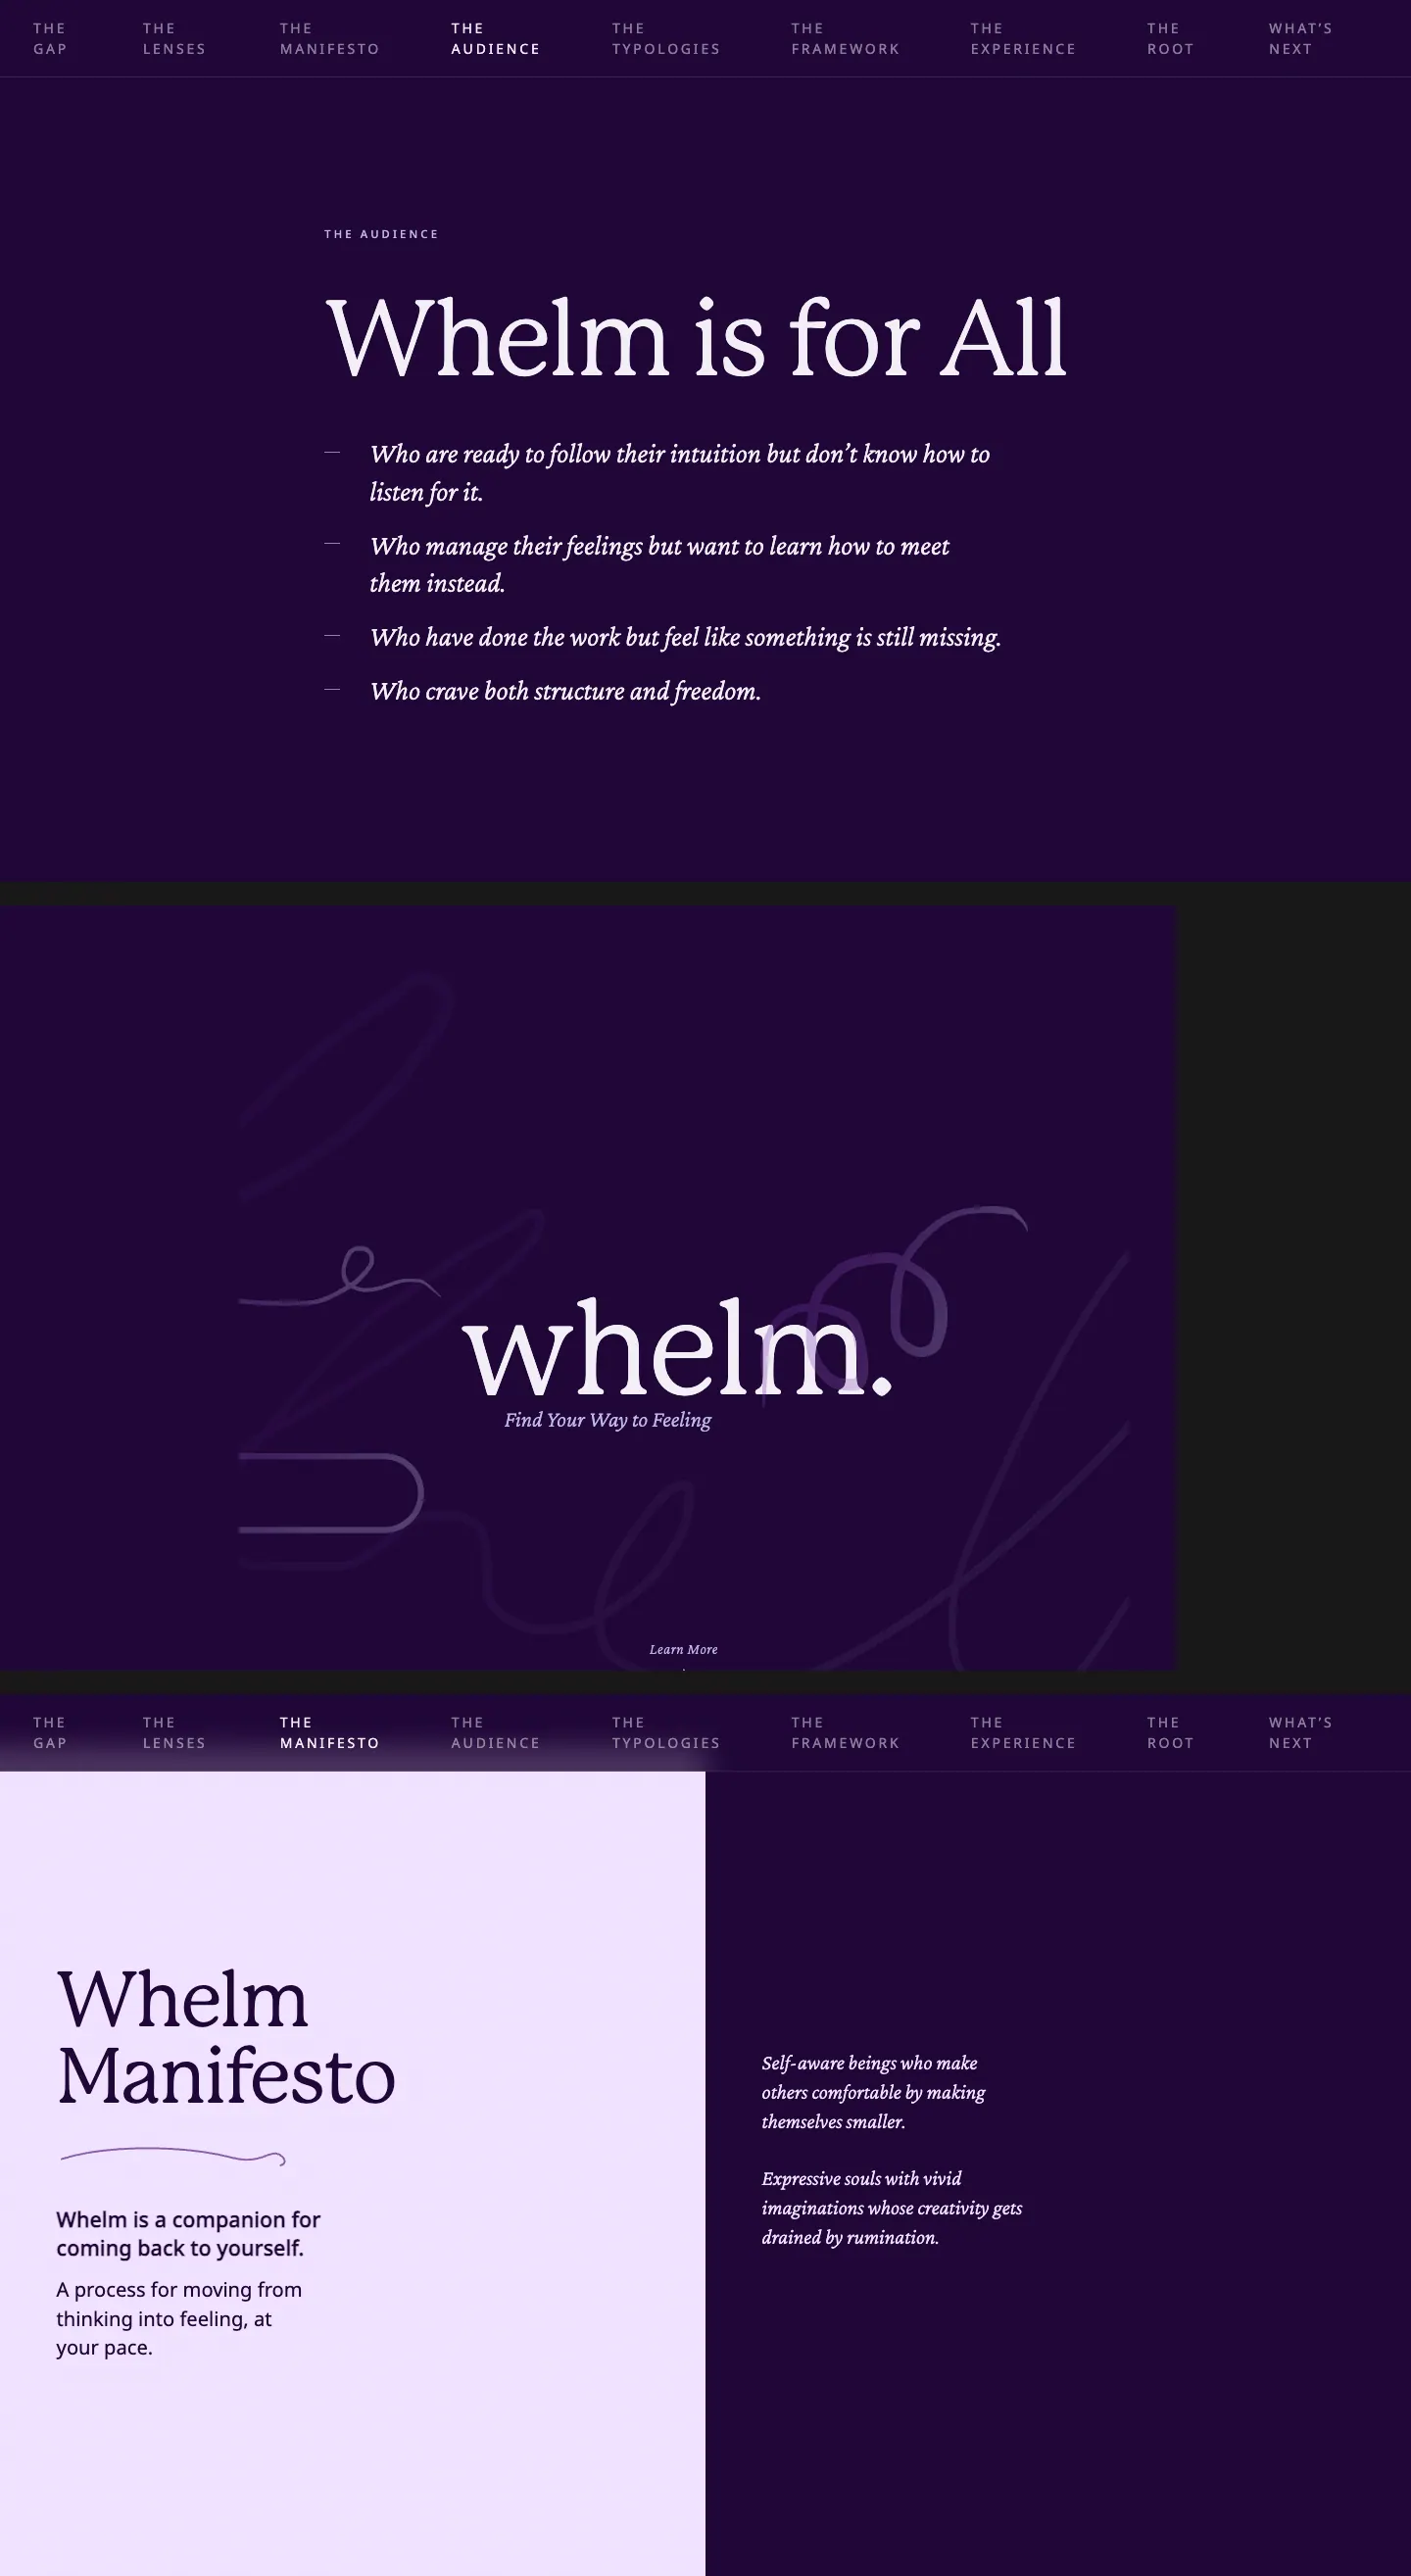 THE GAP
THE LENSES
THE MANIFESTO
THE AUDIENCE
THE TYPOLOGIES
THE FRAMEWORK
THE EXPERIENCE
THE ROOT
WHAT’S NEXT
THE AUDIENCE
Whelm is for All
— Who are ready to follow their intuition but don’t know how to
listen for it.
— Who manage their feelings but want to learn how to meet
them instead.
— Who have done the work but feel like something is still missing.
— Who crave both structure and freedom.
whelm.
Find Your Way to Feeling
Learn More
THE GAP
THE LENSES
THE MANIFESTO
THE AUDIENCE
THE TYPOLOGIES
THE FRAMEWORK
THE EXPERIENCE
THE ROOT
WHAT’S NEXT
Whelm
Manifesto
Whelm is a companion for
coming back to yourself.
A process for moving from
thinking into feeling, at
your pace.
Self-aware beings who make
others comfortable by making
themselves smaller.
Expressive souls with vivid
imaginations whose creativity gets
drained by rumination.